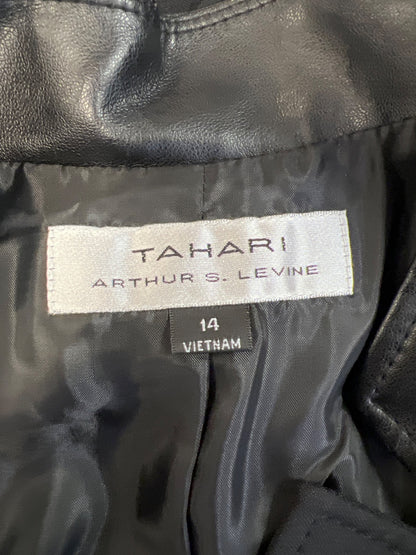 TAHARI
ARTHUR S. LEVINE
14
VIETNAM